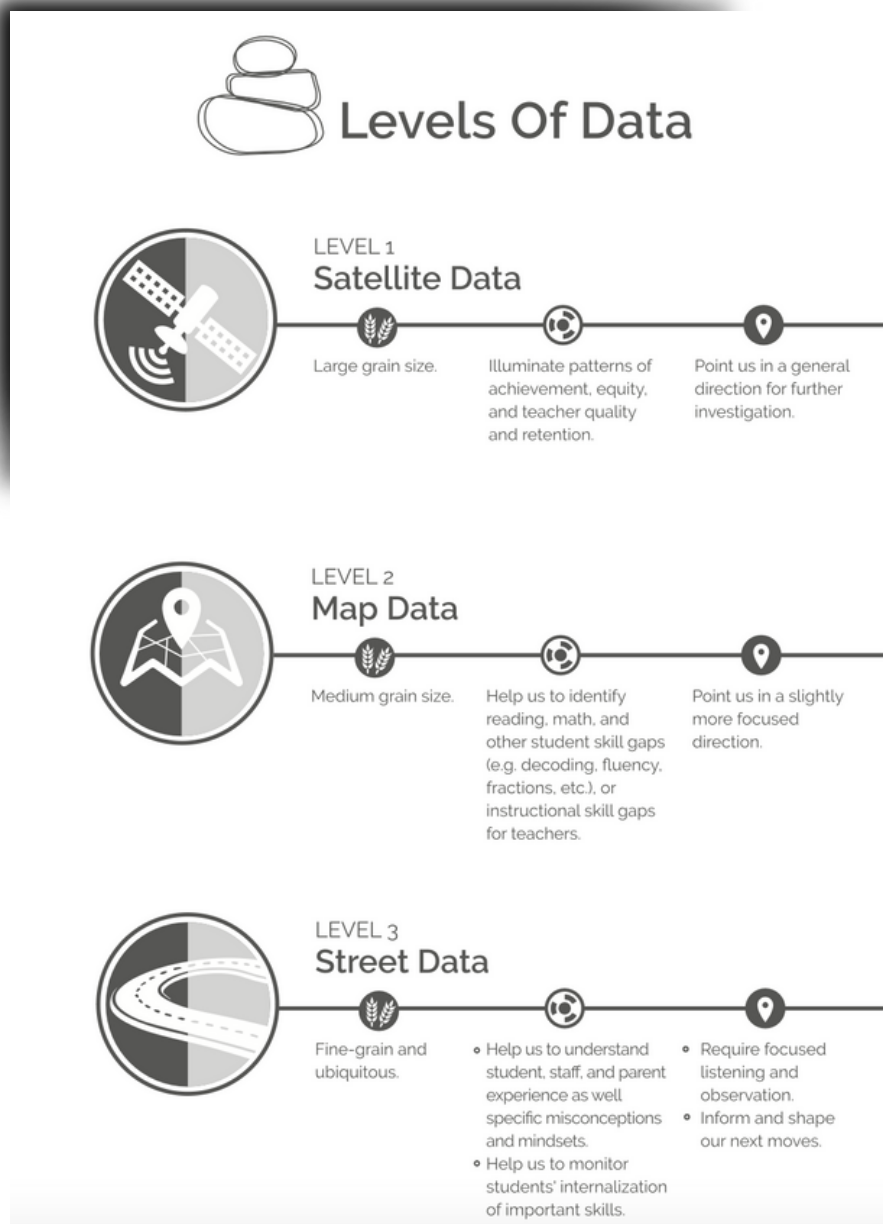 Levels Of Data
LEVEL 1
Satellite Data
Large grain size.
Illuminate patterns of
achievement, equity,
and teacher quality
and retention.
Point us in a general
direction for further
investigation.
LEVEL 2
Map Data
Medium grain size.
Help us to identify
reading, math, and
other student skill gaps
(e.g. decoding, fluency,
fractions, etc.), or
instructional skill gaps
for teachers.
Point us in a slightly
more focused
direction.
LEVEL 3
Street Data
Fine-grain and
ubiquitous.
Help us to understand
student, staff, and parent
experience as well
specific misconceptions
and mindsets.
Help us to monitor
students' internalization
of important skills.
Require focused
listening and
observation.
Inform and shape
our next moves.